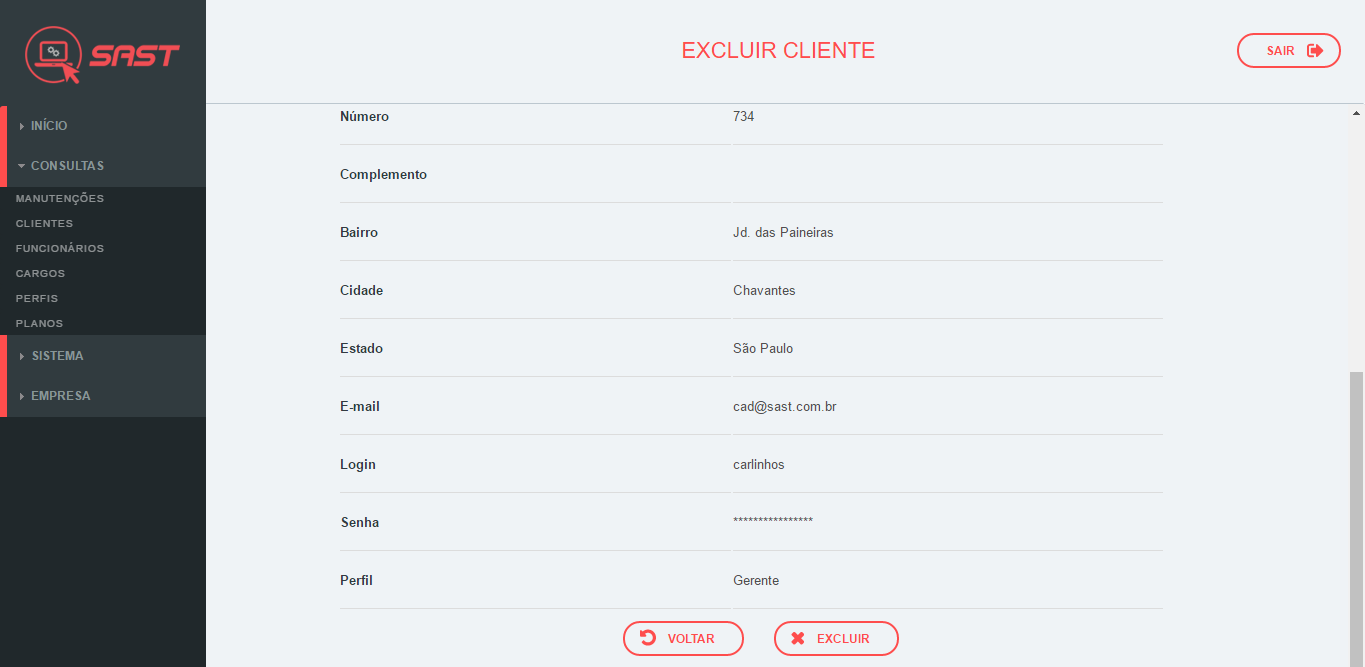 SAST
EXCLUIR CLIENTE
SAIR
INÍCIO
CONSULTAS
MANUTENÇÕES
CLIENTES
FUNCIONÁRIOS
CARGOS
PERFIS
PLANOS
SISTEMA
EMPRESA
Número 734
Complemento
Bairro Jd. das Paineiras
Cidade Chavantes
Estado São Paulo
E-mail cad@sast.com.br
Login carlinhos
Senha ****************
Perfil Gerente
VOLTAR EXCLUIR